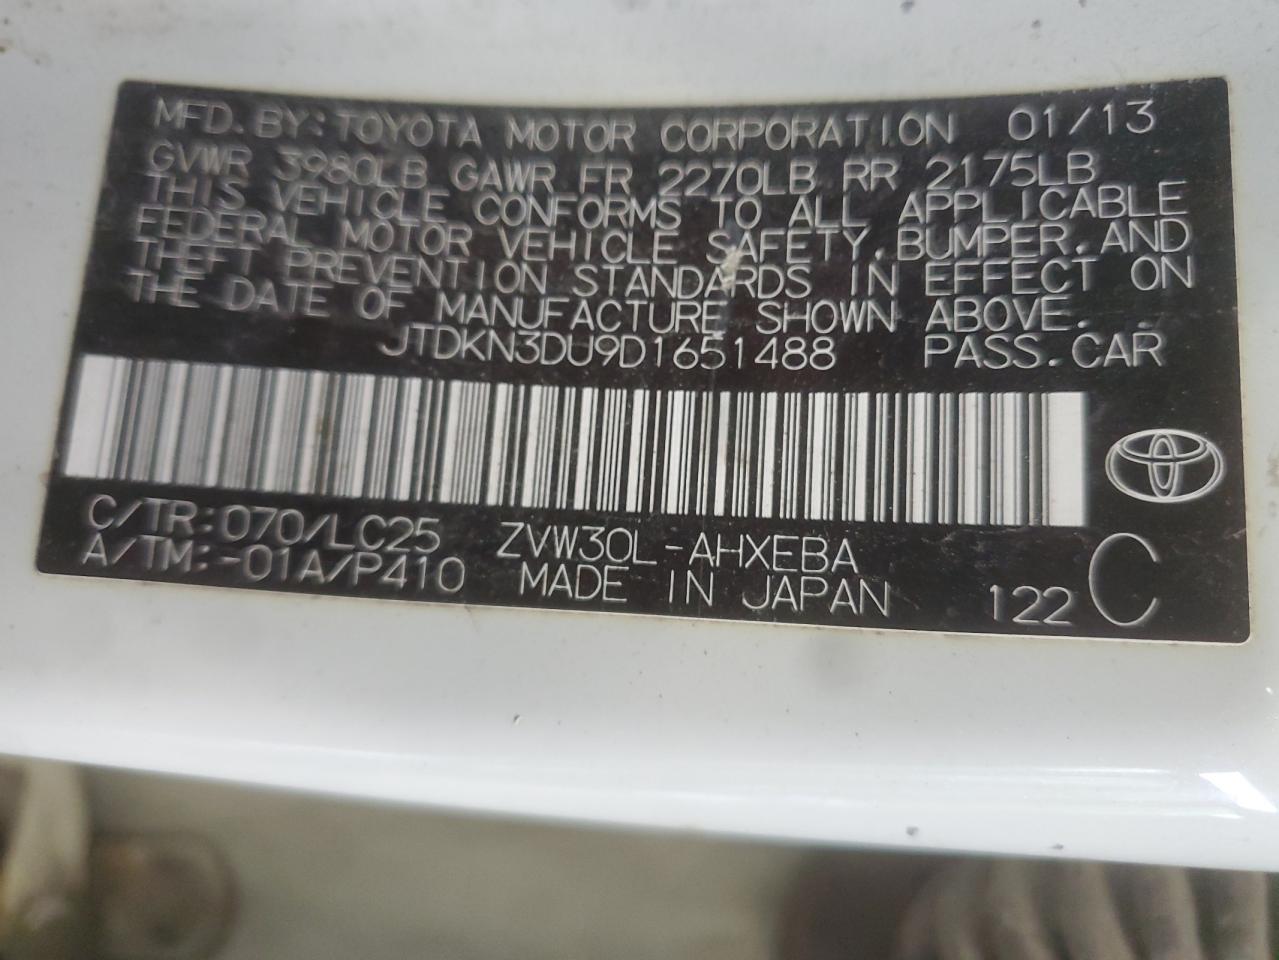 MFD. BY: TOYOTA MOTOR CORPORATION 01/13
GVWR 3980LB GAWR FR 2270LB RR 2175LB
THIS VEHICLE CONFORMS TO ALL APPLICABLE
FEDERAL MOTOR VEHICLE SAFETY, BUMPER, AND
THEFT PREVENTION STANDARDS IN EFFECT ON
THE DATE OF MANUFACTURE SHOWN ABOVE.
JTDKN3DU9D1651488 PASS. CAR
C/TR: 070/LC25 ZVW30L-AHXEBA
A/TM: -01A/P410 MADE IN JAPAN 122 C